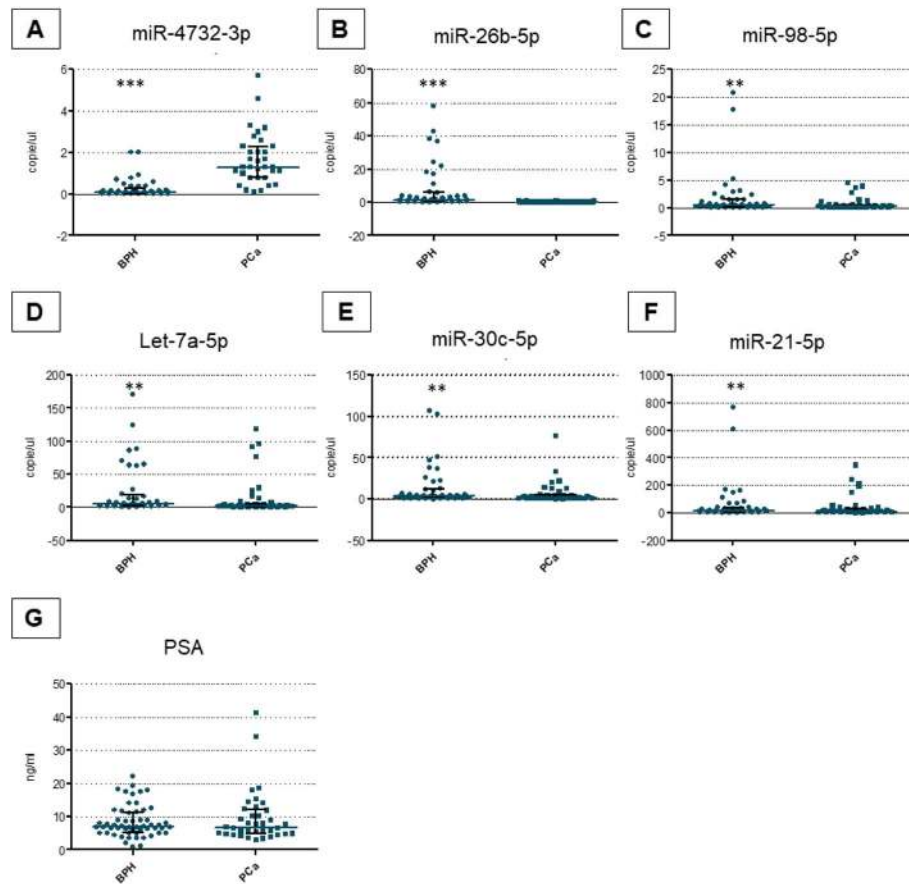 A
miR-4732-3p
copie/ul
6
4
2
0
-2
***
BPH
PCa
B
miR-26b-5p
copie/ul
80
60
40
20
0
-20
***
BPH
PCa
C
miR-98-5p
copie/ul
25
20
15
10
5
0
-5
**
BPH
PCa
D
Let-7a-5p
copie/ul
200
150
100
50
0
-50
**
BPH
PCa
E
miR-30c-5p
copie/ul
150
100
50
0
-50
**
BPH
PCa
F
miR-21-5p
copie/ul
1000
800
600
400
200
0
-200
**
BPH
PCa
G
PSA
ng/ml
50
40
30
20
10
0
BPH
PCa